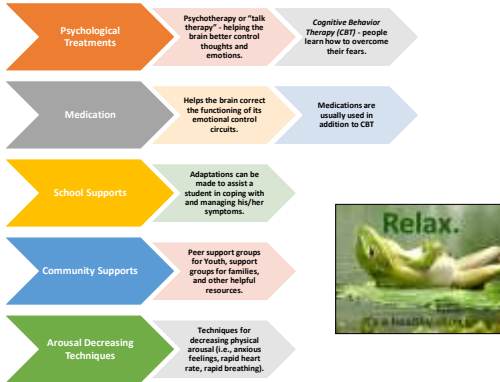 Psychological
Treatments
Psychotherapy or "talk
therapy" - helping the
brain better control
thoughts and
emotions.
Cognitive Behavior
Therapy (CBT) - people
learn how to overcome
their fears.
Medication
Helps the brain correct
the functioning of its
emotional control
circuits.
Medications are
usually used in
addition to CBT
School Supports
Adaptations can be
made to assist a
student in coping with
and managing his/her
symptoms.
Community Supports
Peer support groups
for Youth, support
groups for families,
and other helpful
resources.
Relax.
Arousal Decreasing
Techniques
Techniques for
decreasing physical
arousal (i.e., anxious
feelings, rapid heart
rate, rapid breathing).